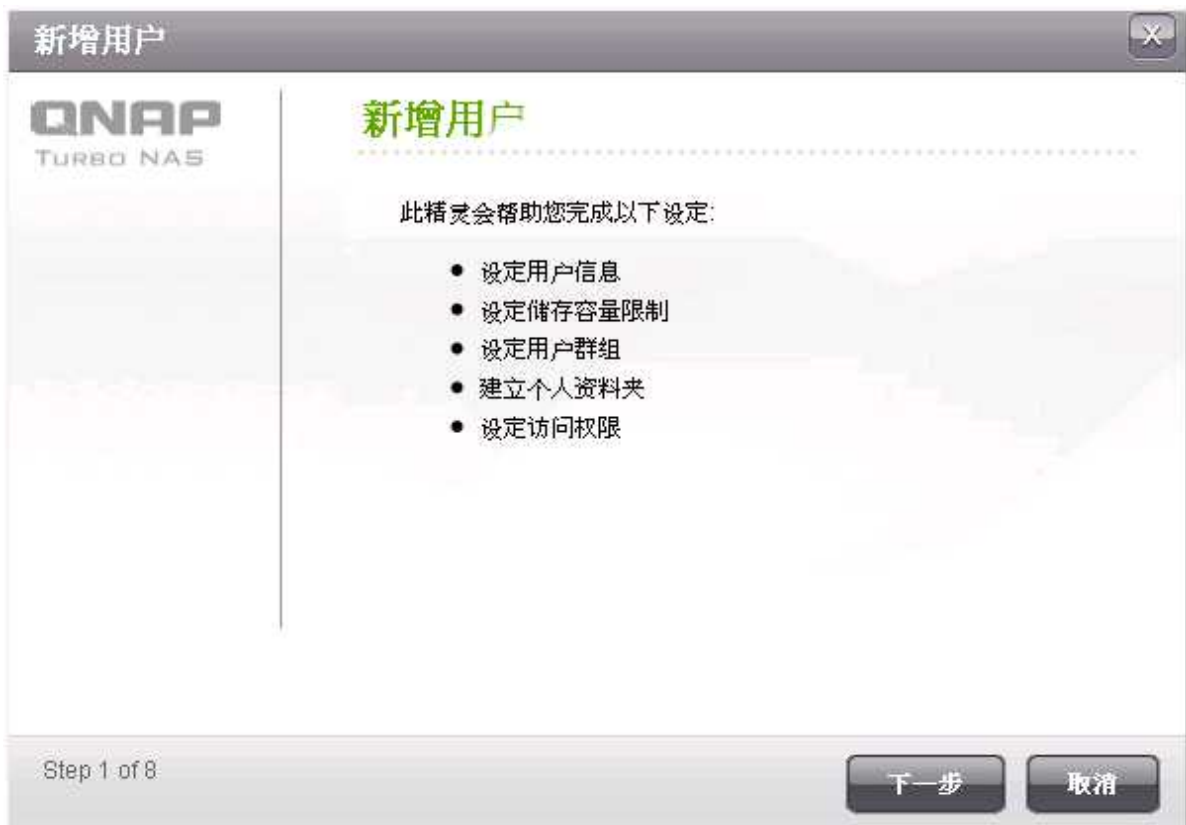 新增用户
QNAP
TURBO NAS
新增用户
此精灵会帮助您完成以下设定:
● 设定用户信息
● 设定储存容量限制
● 设定用户群组
● 建立个人资料夹
● 设定访问权限
Step 1 of 8
下一步
取消